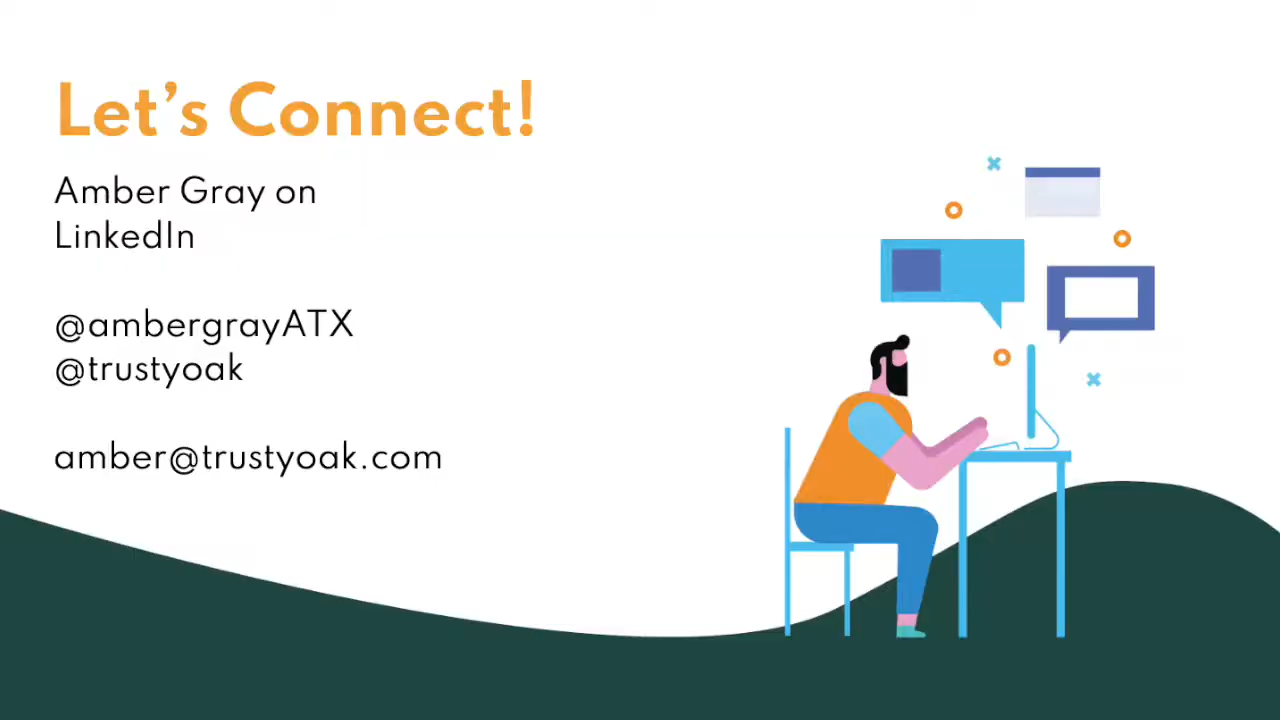 Let's Connect!
Amber Gray on
LinkedIn
@ambergrayATX
@trustyoak
amber@trustyoak.com